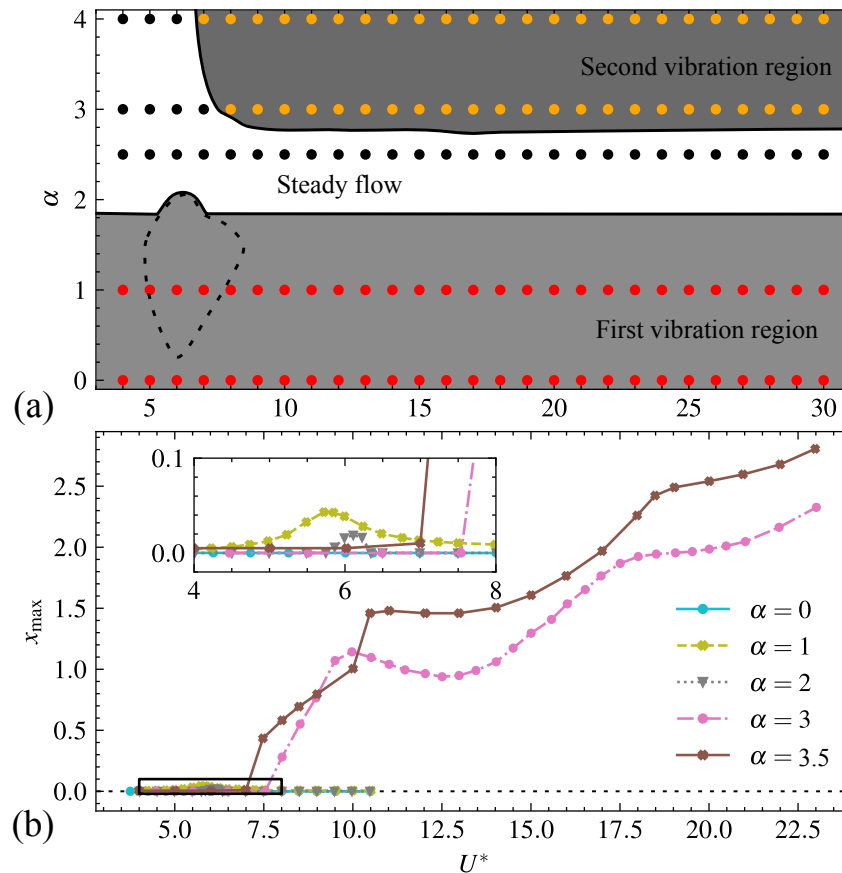 4
3
2
1
0
α
Second vibration region
Steady flow
First vibration region
(a)
5 10 15 20 25 30
2.5
2.0
1.5
1.0
0.5
0.0
x_max
0.1
0.0
4 6 8
α = 0
α = 1
α = 2
α = 3
α = 3.5
(b)
5.0 7.5 10.0 12.5 15.0 17.5 20.0 22.5
U*